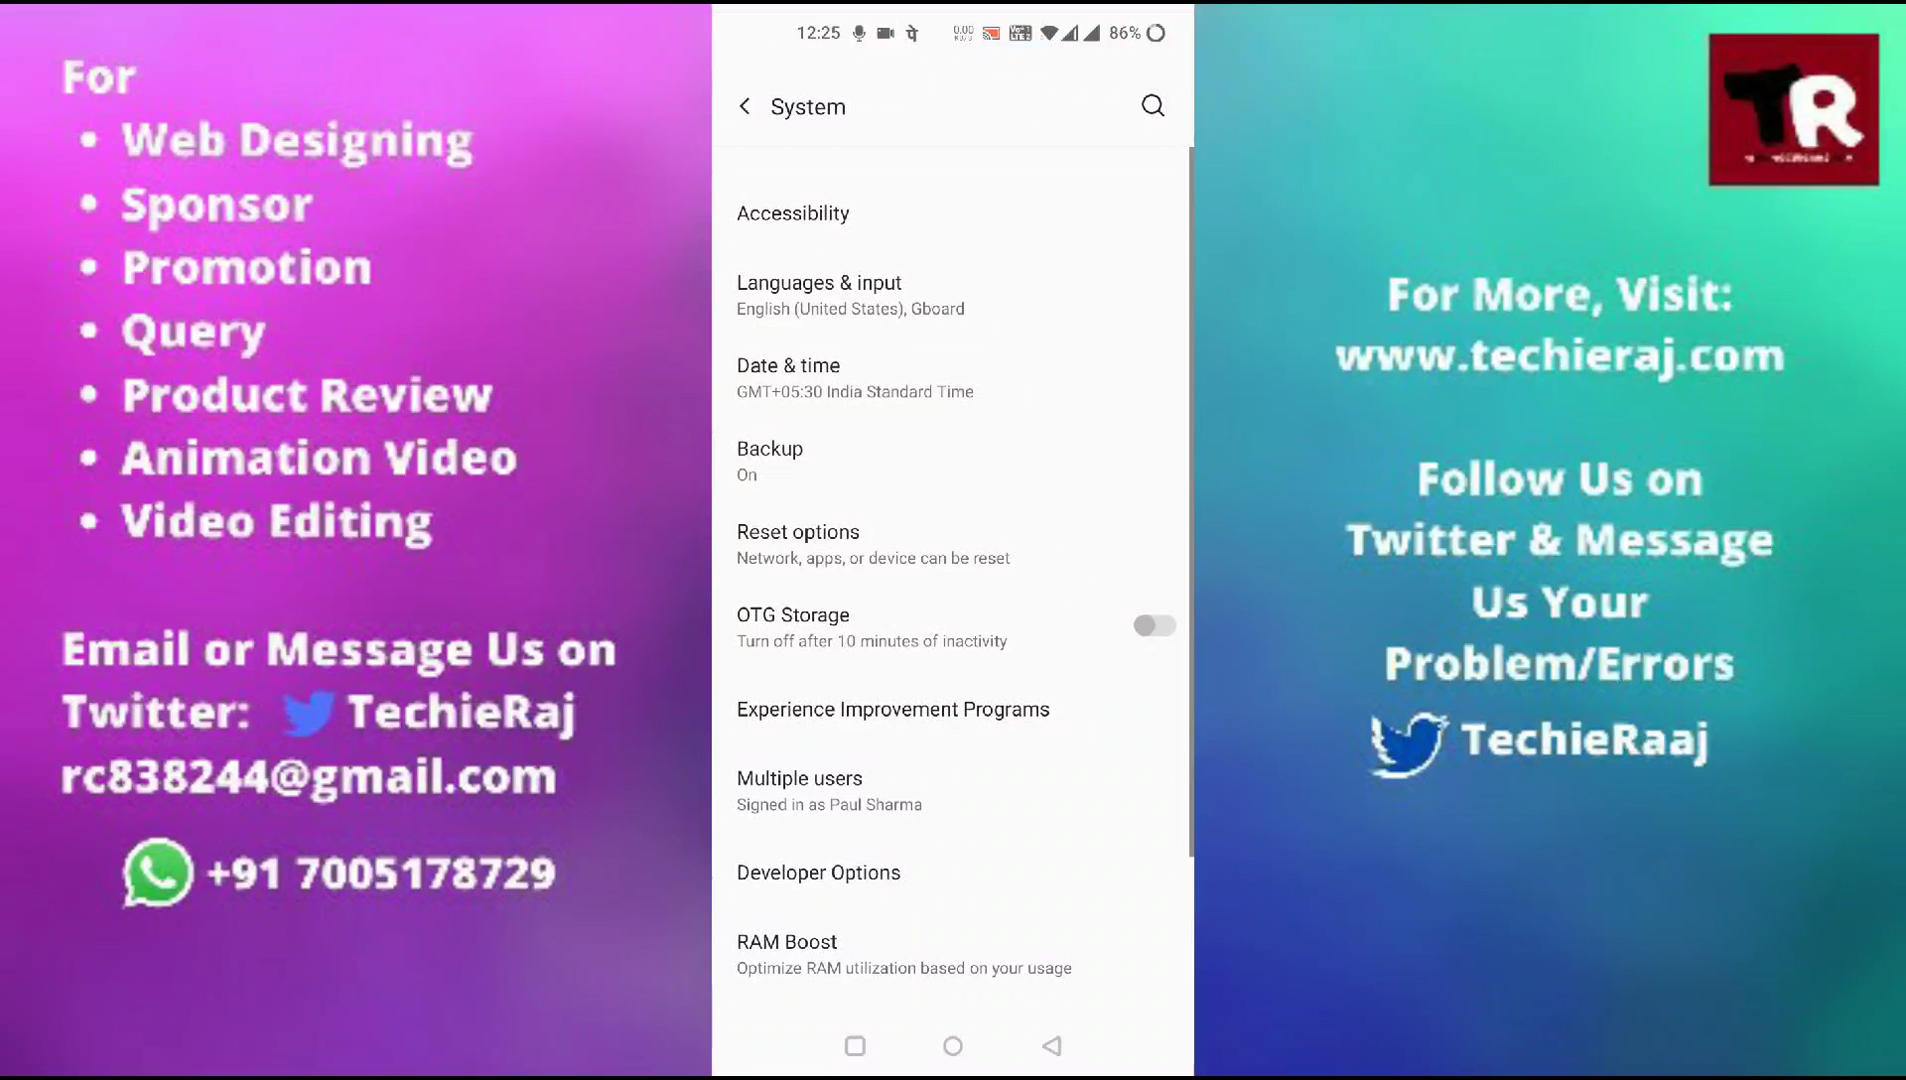 For
• Web Designing
• Sponsor
• Promotion
• Query
• Product Review
• Animation Video
• Video Editing
Email or Message Us on
Twitter: TechieRaj
rc838244@gmail.com
+91 7005178729
12:25
0.00
86%
System
Accessibility
Languages & input
English (United States), Gboard
Date & time
GMT+05:30 India Standard Time
Backup
On
Reset options
Network, apps, or device can be reset
OTG Storage
Turn off after 10 minutes of inactivity
Experience Improvement Programs
Multiple users
Signed in as Paul Sharma
Developer Options
RAM Boost
Optimize RAM utilization based on your usage
TR
For More, Visit:
www.techieraj.com
Follow Us on
Twitter & Message
Us Your
Problem/Errors
TechieRaaj